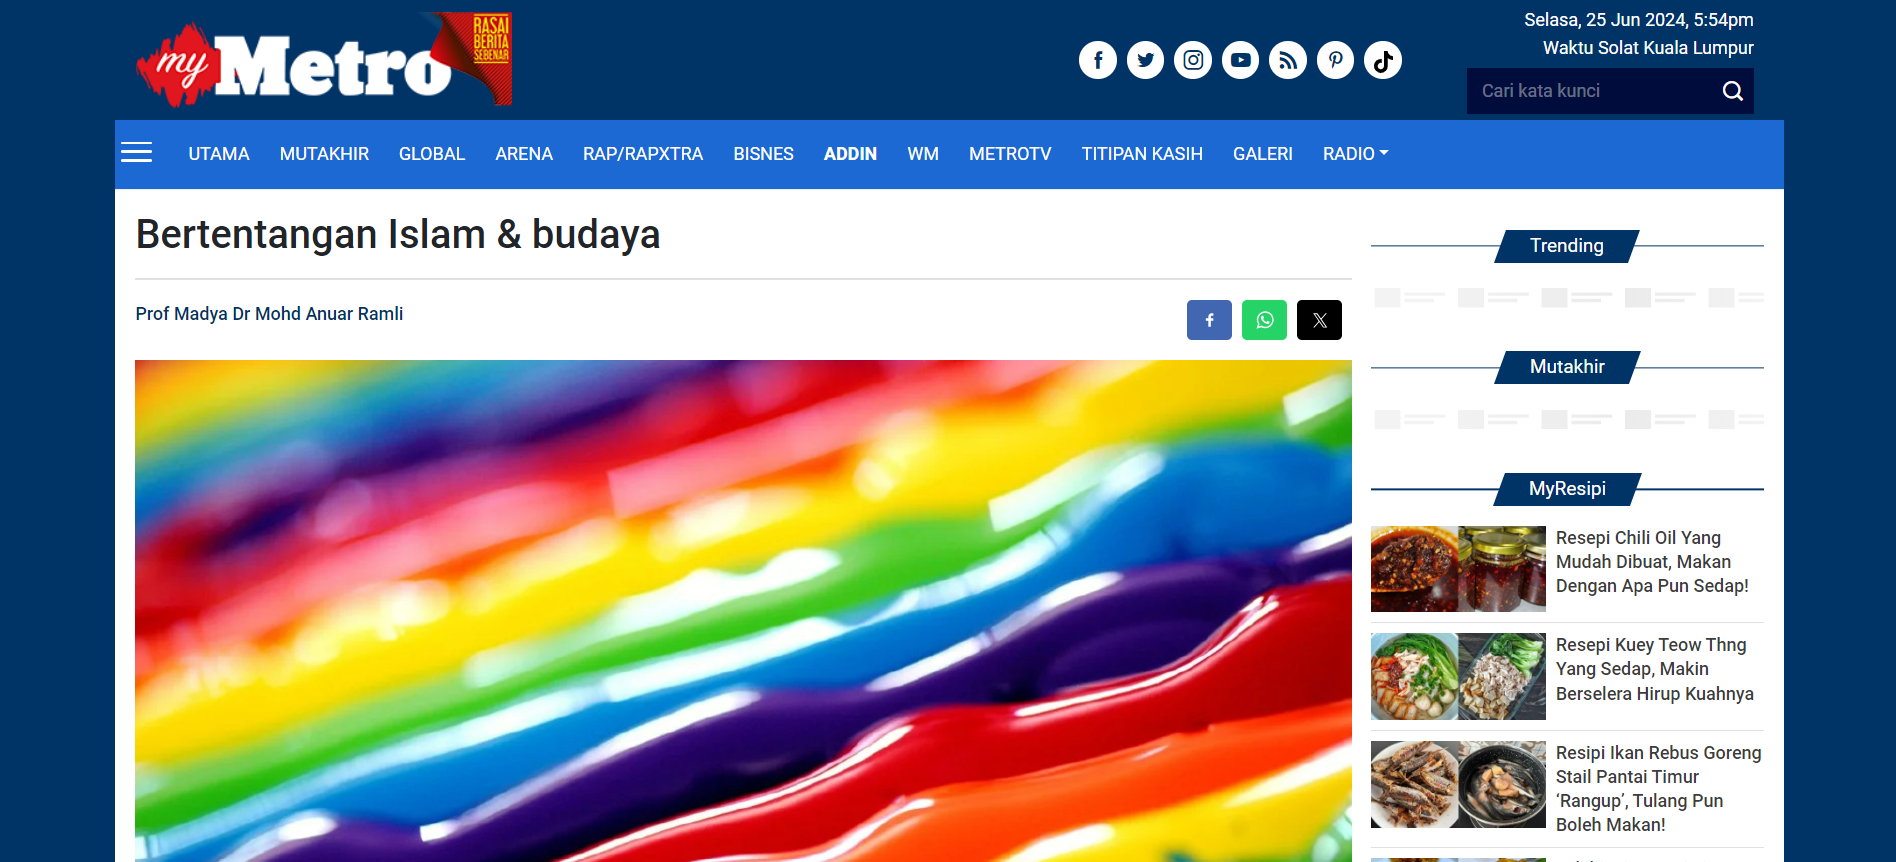 my Metro
RASAI
BERITA
SEBENAR
Selasa, 25 Jun 2024, 5:54pm
Waktu Solat Kuala Lumpur
Cari kata kunci
UTAMA MUTAKHIR GLOBAL ARENA RAP/RAPXTRA BISNES ADDIN WM METROTV TITIPAN KASIH GALERI RADIO
Bertentangan Islam & budaya
Prof Madya Dr Mohd Anuar Ramli
Trending
Mutakhir
MyResipi
Resepi Chili Oil Yang
Mudah Dibuat, Makan
Dengan Apa Pun Sedap!
Resepi Kuey Teow Thng
Yang Sedap, Makin
Berselera Hirup Kuahnya
Resipi Ikan Rebus Goreng
Stail Pantai Timur
‘Rangup’, Tulang Pun
Boleh Makan!